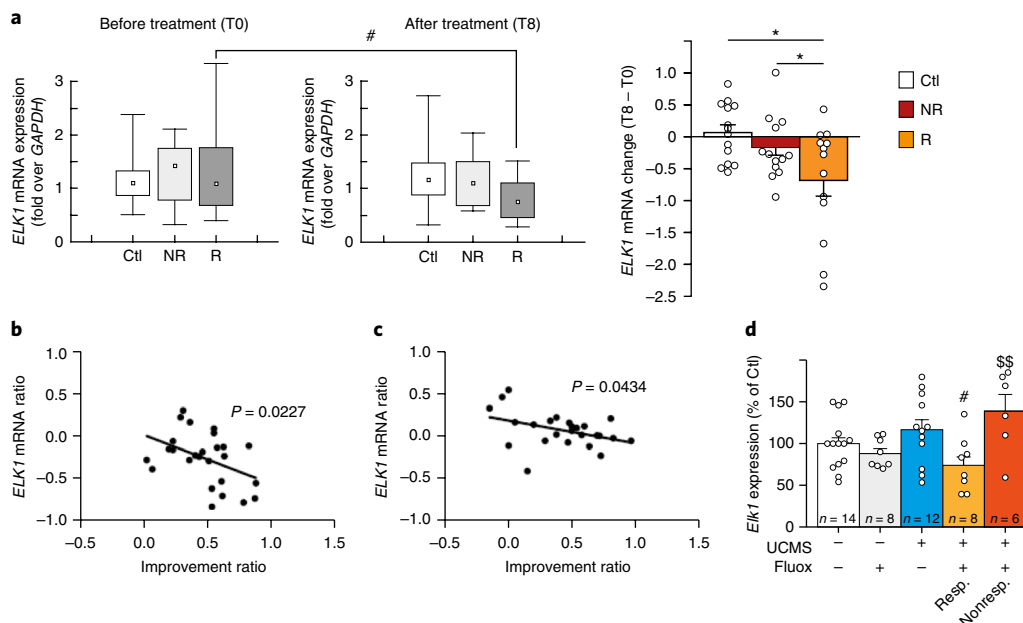 a
Before treatment (T0)
After treatment (T8)
#
ELK1 mRNA expression
(fold over GAPDH)
3
2
1
0
Ctl
NR
R
ELK1 mRNA expression
(fold over GAPDH)
3
2
1
0
Ctl
NR
R
*
*
ELK1 mRNA change (T8 – T0)
1.0
0.5
0
–0.5
–1.0
–1.5
–2.0
–2.5
Ctl
NR
R
b
ELK1 mRNA ratio
1.0
0.5
0.0
–0.5
–1.0
P = 0.0227
–0.5
0.0
0.5
1.0
1.5
Improvement ratio
c
ELK1 mRNA ratio
1.0
0.5
0.0
–0.5
–1.0
P = 0.0434
–0.5
0.0
0.5
1.0
1.5
Improvement ratio
d
Elk1 expression (% of Ctl)
150
100
50
0
#
$$
n = 14
n = 8
n = 12
n = 8
n = 6
UCMS – – + + +
Fluox – + – + +
Resp.
Nonresp.